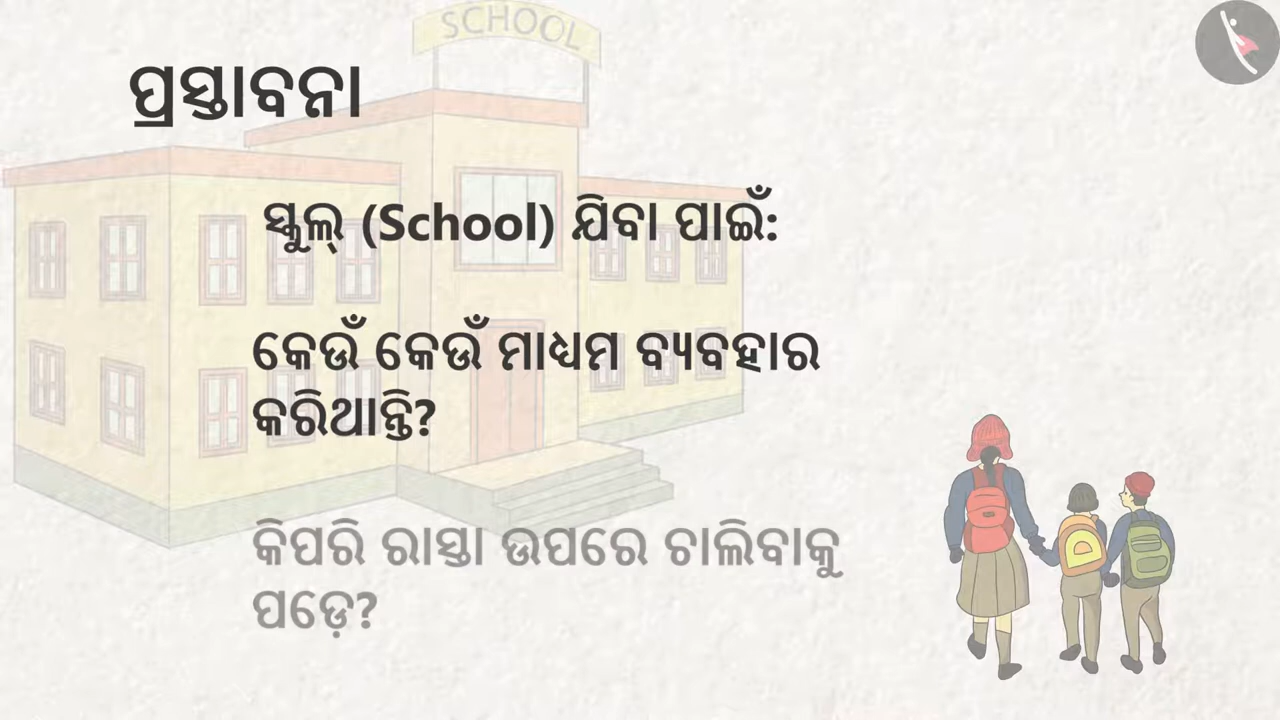 SCHOOL
ପ୍ରସ୍ତାବନା
ସ୍କୁଲ୍ (School) ଯିବା ପାଇଁ:
କେଉଁ କେଉଁ ମାଧ୍ୟମ ବ୍ୟବହାର
କରିଥାନ୍ତି?
କିପରି ରାସ୍ତା ଉପରେ ଚାଲିବାକୁ
ପଡ଼େ?